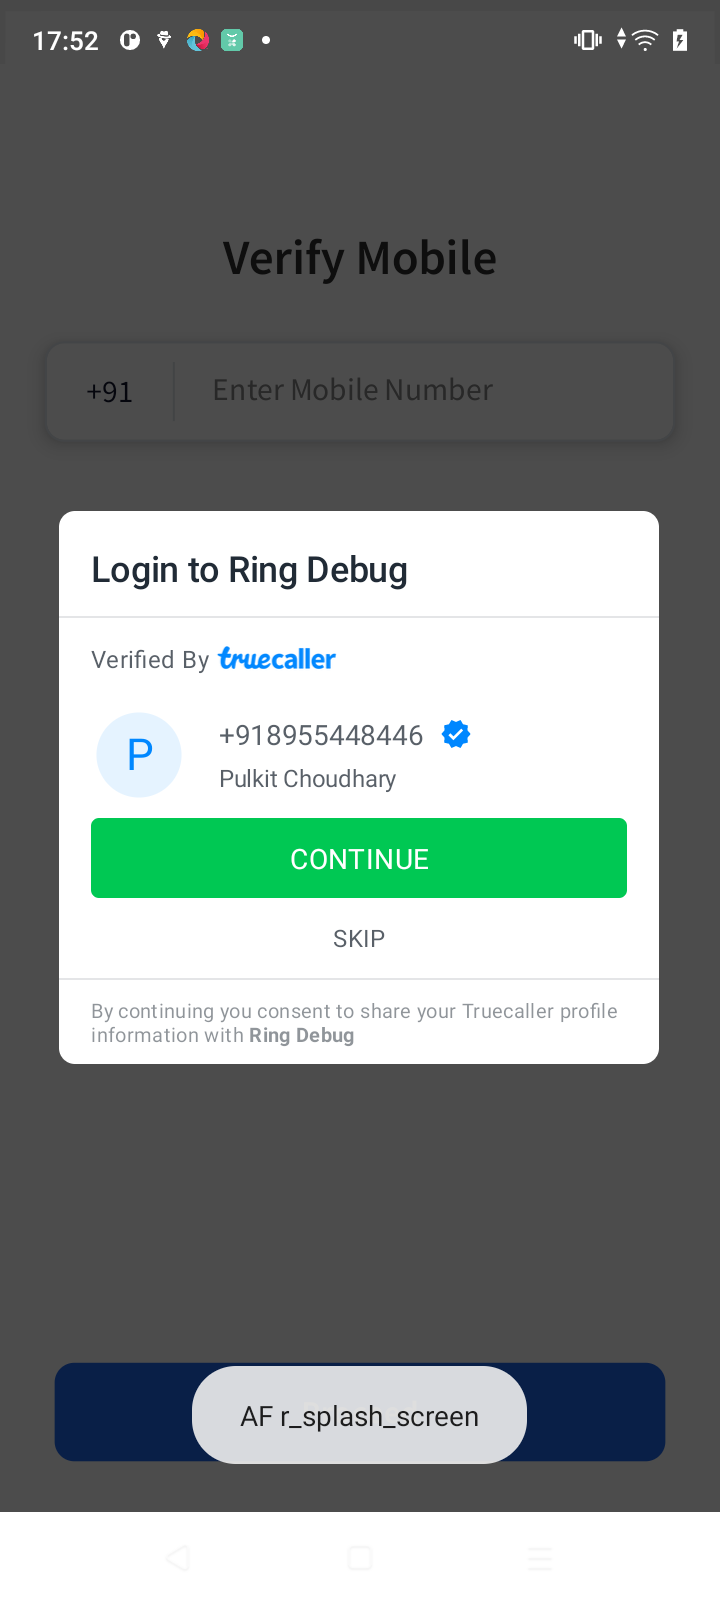 17:52
Verify Mobile
+91 Enter Mobile Number
Login to Ring Debug
Verified By truecaller
P
+918955448446
Pulkit Choudhary
CONTINUE
SKIP
By continuing you consent to share your Truecaller profile
information with Ring Debug
AF r_splash_screen